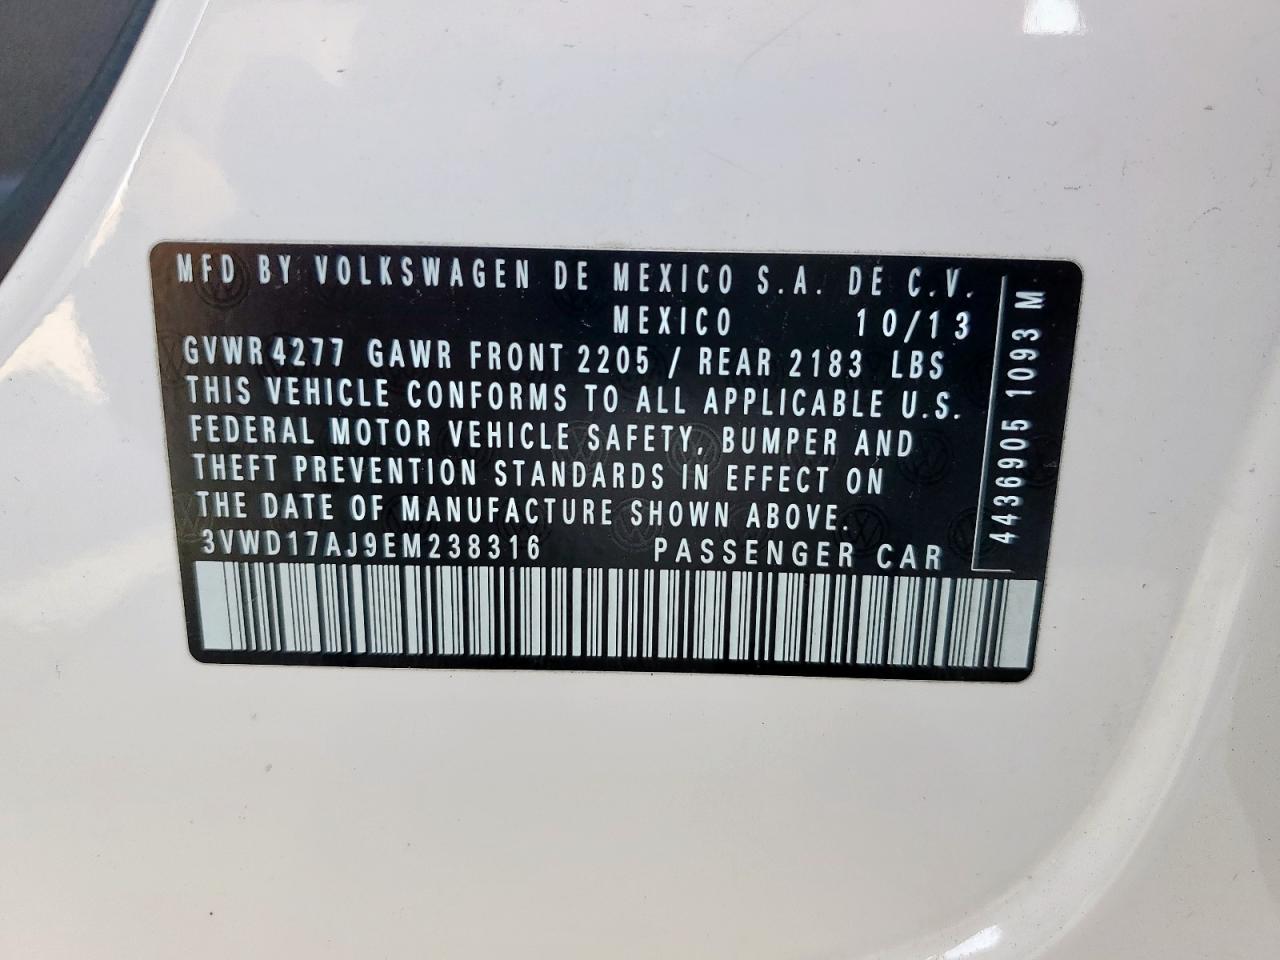 MFD BY VOLKSWAGEN DE MEXICO S.A. DE C.V.
MEXICO 10/13
GVWR 4277 GAWR FRONT 2205 / REAR 2183 LBS
THIS VEHICLE CONFORMS TO ALL APPLICABLE U.S.
FEDERAL MOTOR VEHICLE SAFETY, BUMPER AND
THEFT PREVENTION STANDARDS IN EFFECT ON
THE DATE OF MANUFACTURE SHOWN ABOVE.
3VWD17AJ9EM238316 PASSENGER CAR
4436905 1093 M